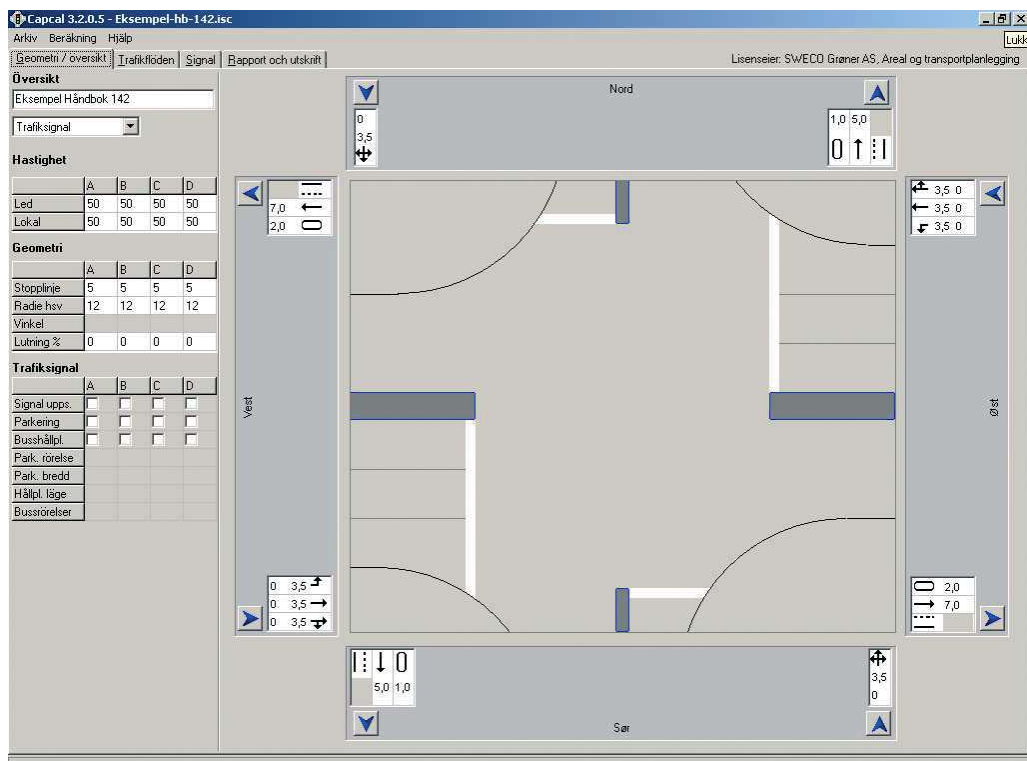 Capcal 3.2.0.5 - Eksempel-hb-142.isc
Arkiv Beräkning Hjälp
Lukk
Geometri / översikt Trafikflöden Signal Rapport och utskrift
Lisenseier: SWECO Grøner AS, Areal og transportplanlegging
Översikt
Eksempel Håndbok 142
Trafiksignal
Hastighet
A B C D
Led 50 50 50 50
Lokal 50 50 50 50
Geometri
A B C D
Stopplinje 5 5 5 5
Radie hsv 12 12 12 12
Vinkel
Lutning % 0 0 0 0
Trafiksignal
A B C D
Signal upps.
Parkering
Busshållpl.
Park. rörelse
Park. bredd
Hållpl. läge
Bussrörelser
Nord
0
3,5
1,0 5,0
7,0
2,0
3,5 0
3,5 0
3,5 0
Vest
Øst
0 3,5
0 3,5
0 3,5
2,0
7,0
5,0 1,0
3,5
0
Sør